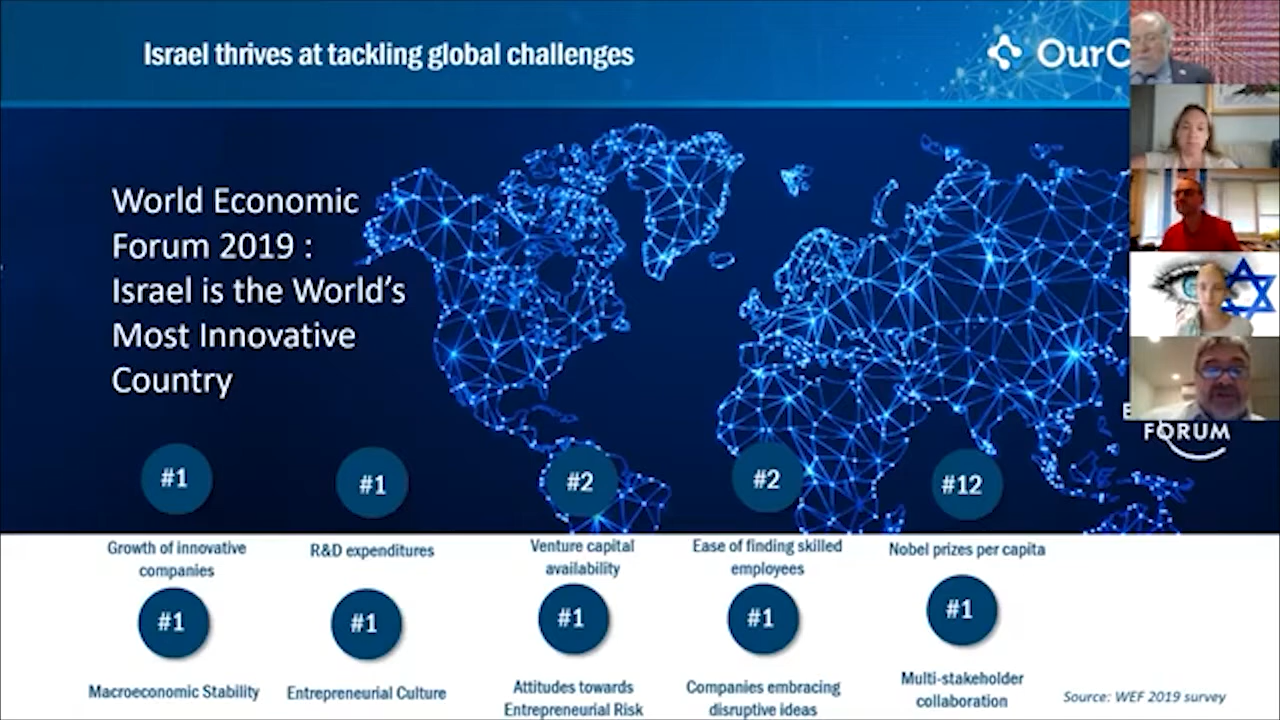 Israel thrives at tackling global challenges
OurC
World Economic
Forum 2019 :
Israel is the World's
Most Innovative
Country
FORUM
#1
#1
#2
#2
#12
Growth of innovative
companies
R&D expenditures
Venture capital
availability
Ease of finding skilled
employees
Nobel prizes per capita
#1
#1
#1
#1
#1
Macroeconomic Stability
Entrepreneurial Culture
Attitudes towards
Entrepreneurial Risk
Companies embracing
disruptive ideas
Multi-stakeholder
collaboration
Source: WEF 2019 survey